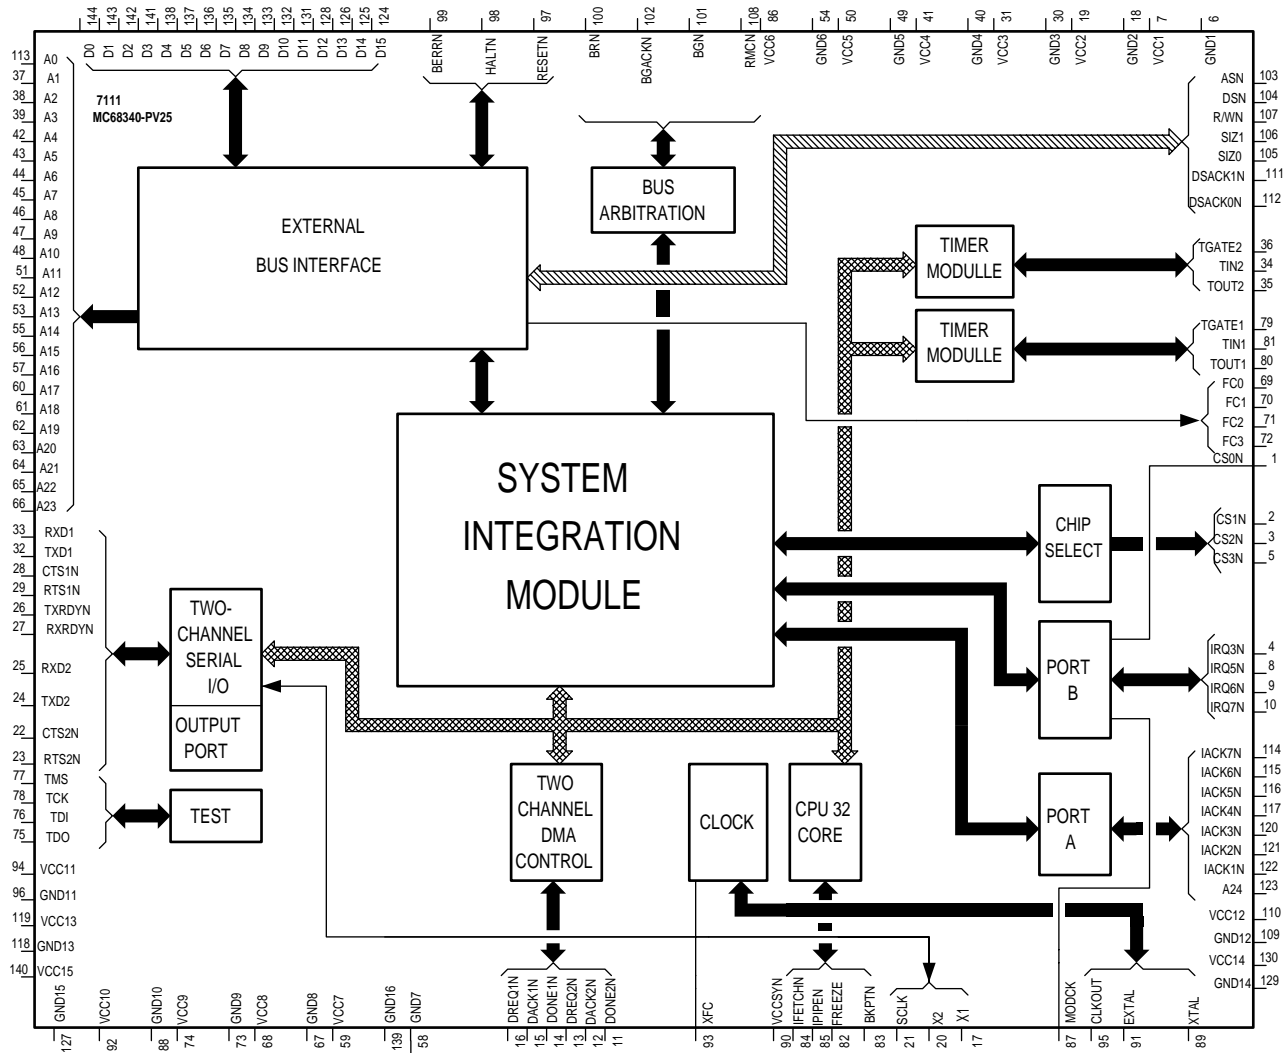 144 143 142 141 138 137 136 135 134 133 132 131 128 126 125 124
D0 D1 D2 D3 D4 D5 D6 D7 D8 D9 D10 D11 D12 D13 D14 D15
99 98 97
BERRN HALTN RESETN
100 102 101 108
BRN BGACKN BGN RMCN
86 54 50 49 41 40 31 30 19 18 7 6
VCC6 GND6 VCC5 GND5 VCC4 GND4 VCC3 GND3 VCC2 GND2 VCC1 GND1
7111
MC68340-PV25
113 A0
37 A1
38 A2
39 A3
42 A4
43 A5
44 A6
45 A7
46 A8
47 A9
48 A10
51 A11
52 A12
53 A13
55 A14
56 A15
57 A16
60 A17
61 A18
62 A19
63 A20
64 A21
65 A22
66 A23
33 RXD1
32 TXD1
28 CTS1N
29 RTS1N
26 TXRDYN
27 RXRDYN
25 RXD2
24 TXD2
22 CTS2N
23 RTS2N
77 TMS
78 TCK
76 TDI
75 TDO
94 VCC11
96 GND11
119 VCC13
118 GND13
140 VCC15
EXTERNAL
BUS INTERFACE
BUS
ARBITRATION
TIMER
MODULLE
TIMER
MODULLE
SYSTEM
INTEGRATION
MODULE
CHIP
SELECT
PORT
B
PORT
A
TWO-
CHANNEL
SERIAL
I/O
OUTPUT
PORT
TEST
TWO
CHANNEL
DMA
CONTROL
CLOCK
CPU 32
CORE
ASN 103
DSN 104
R/WN 107
SIZ1 106
SIZ0 105
DSACK1N 111
DSACK0N 112
TGATE2 36
TIN2 34
TOUT2 35
TGATE1 79
TIN1 81
TOUT1 80
FC0 69
FC1 70
FC2 71
FC3 72
CS0N 1
CS1N 2
CS2N 3
CS3N 5
IRQ3N 4
IRQ5N 8
IRQ6N 9
IRQ7N 10
IACK7N 114
IACK6N 115
IACK5N 116
IACK4N 117
IACK3N 120
IACK2N 121
IACK1N 122
A24 123
VCC12 110
GND12 109
VCC14 130
GND14 129
GND15 VCC10 GND10 VCC9 GND9 VCC8 GND8 VCC7 GND16 GND7
127 92 88 74 73 68 67 59 139 58
DREQ1N DACK1N DONE1N DREQ2N DACK2N DONE2N
16 15 14 13 12 11
XFC VCCSYN IFETCHN IPIPEN FREEZE BKPTN
93 90 84 85 82 83
SCLK X2 X1
21 20 17
MODCK CLKOUT EXTAL XTAL
87 95 91 89